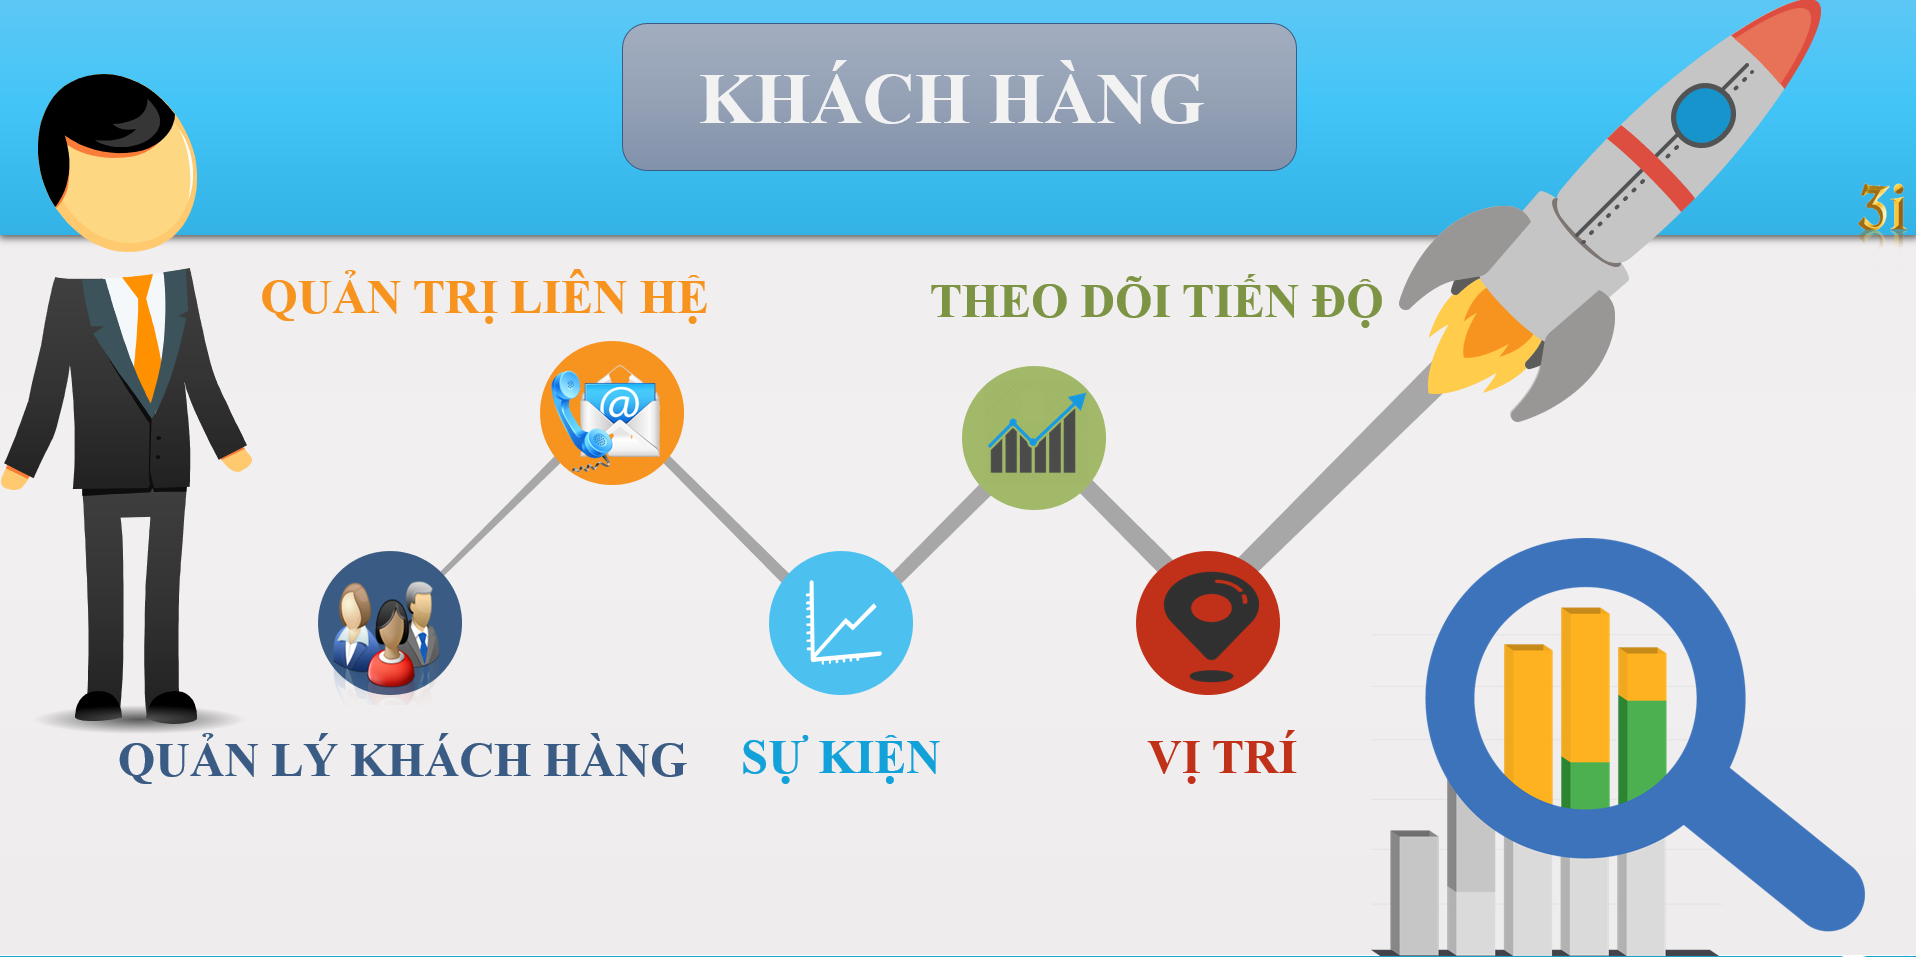 KHÁCH HÀNG
3i
QUẢN TRỊ LIÊN HỆ
THEO DÕI TIẾN ĐỘ
@
QUẢN LÝ KHÁCH HÀNG
SỰ KIỆN
VỊ TRÍ